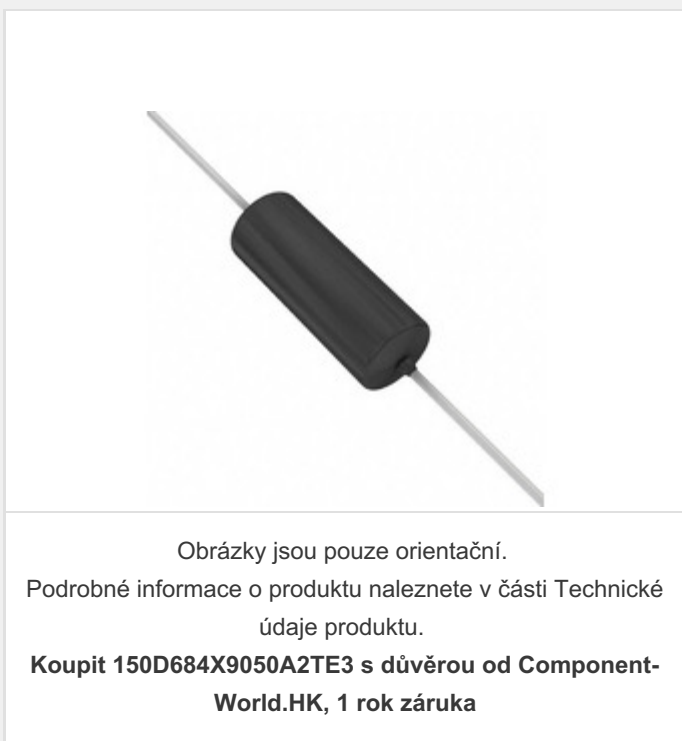 Obrázky jsou pouze orientační.
Podrobné informace o produktu naleznete v části Technické
údaje produktu.
Koupit 150D684X9050A2TE3 s důvěrou od Component-
World.HK, 1 rok záruka